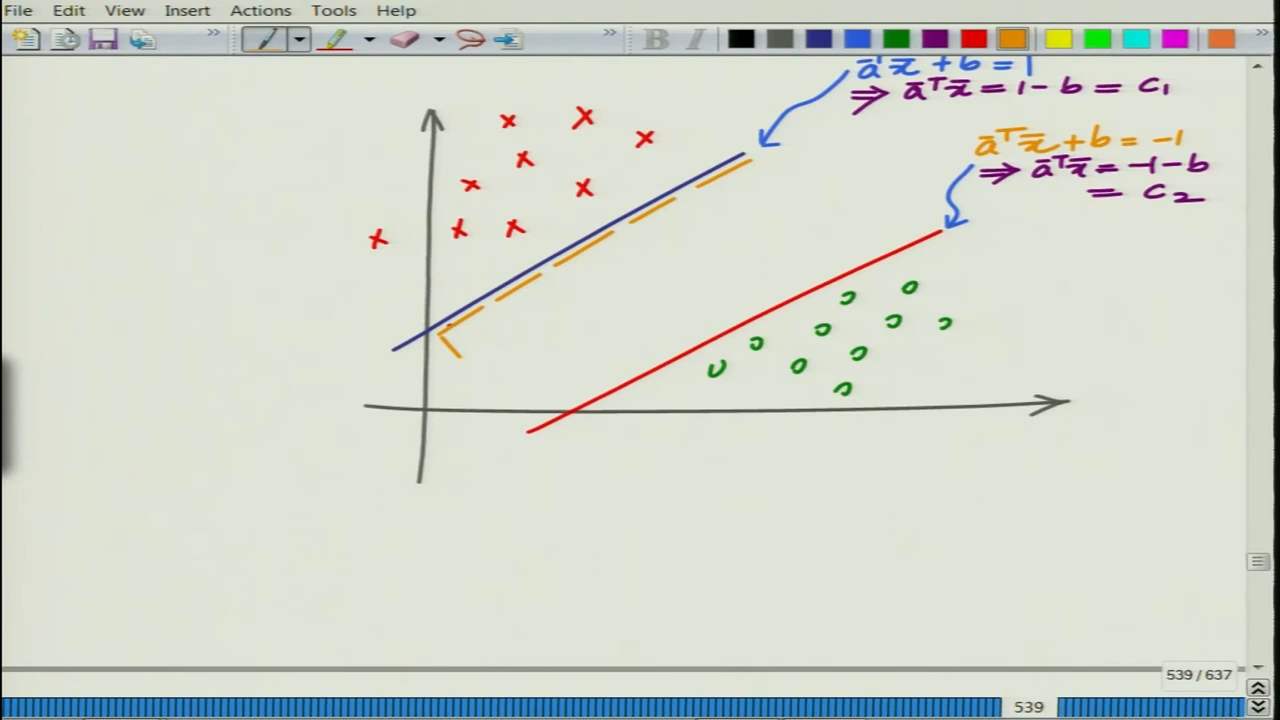 File Edit View Insert Actions Tools Help
B I
āᵀx̄ + b = 1
⇒ āᵀx̄ = 1 - b = C₁
āᵀx̄ + b = -1
⇒ āᵀx̄ = -1 - b
= C₂
539 / 637
539